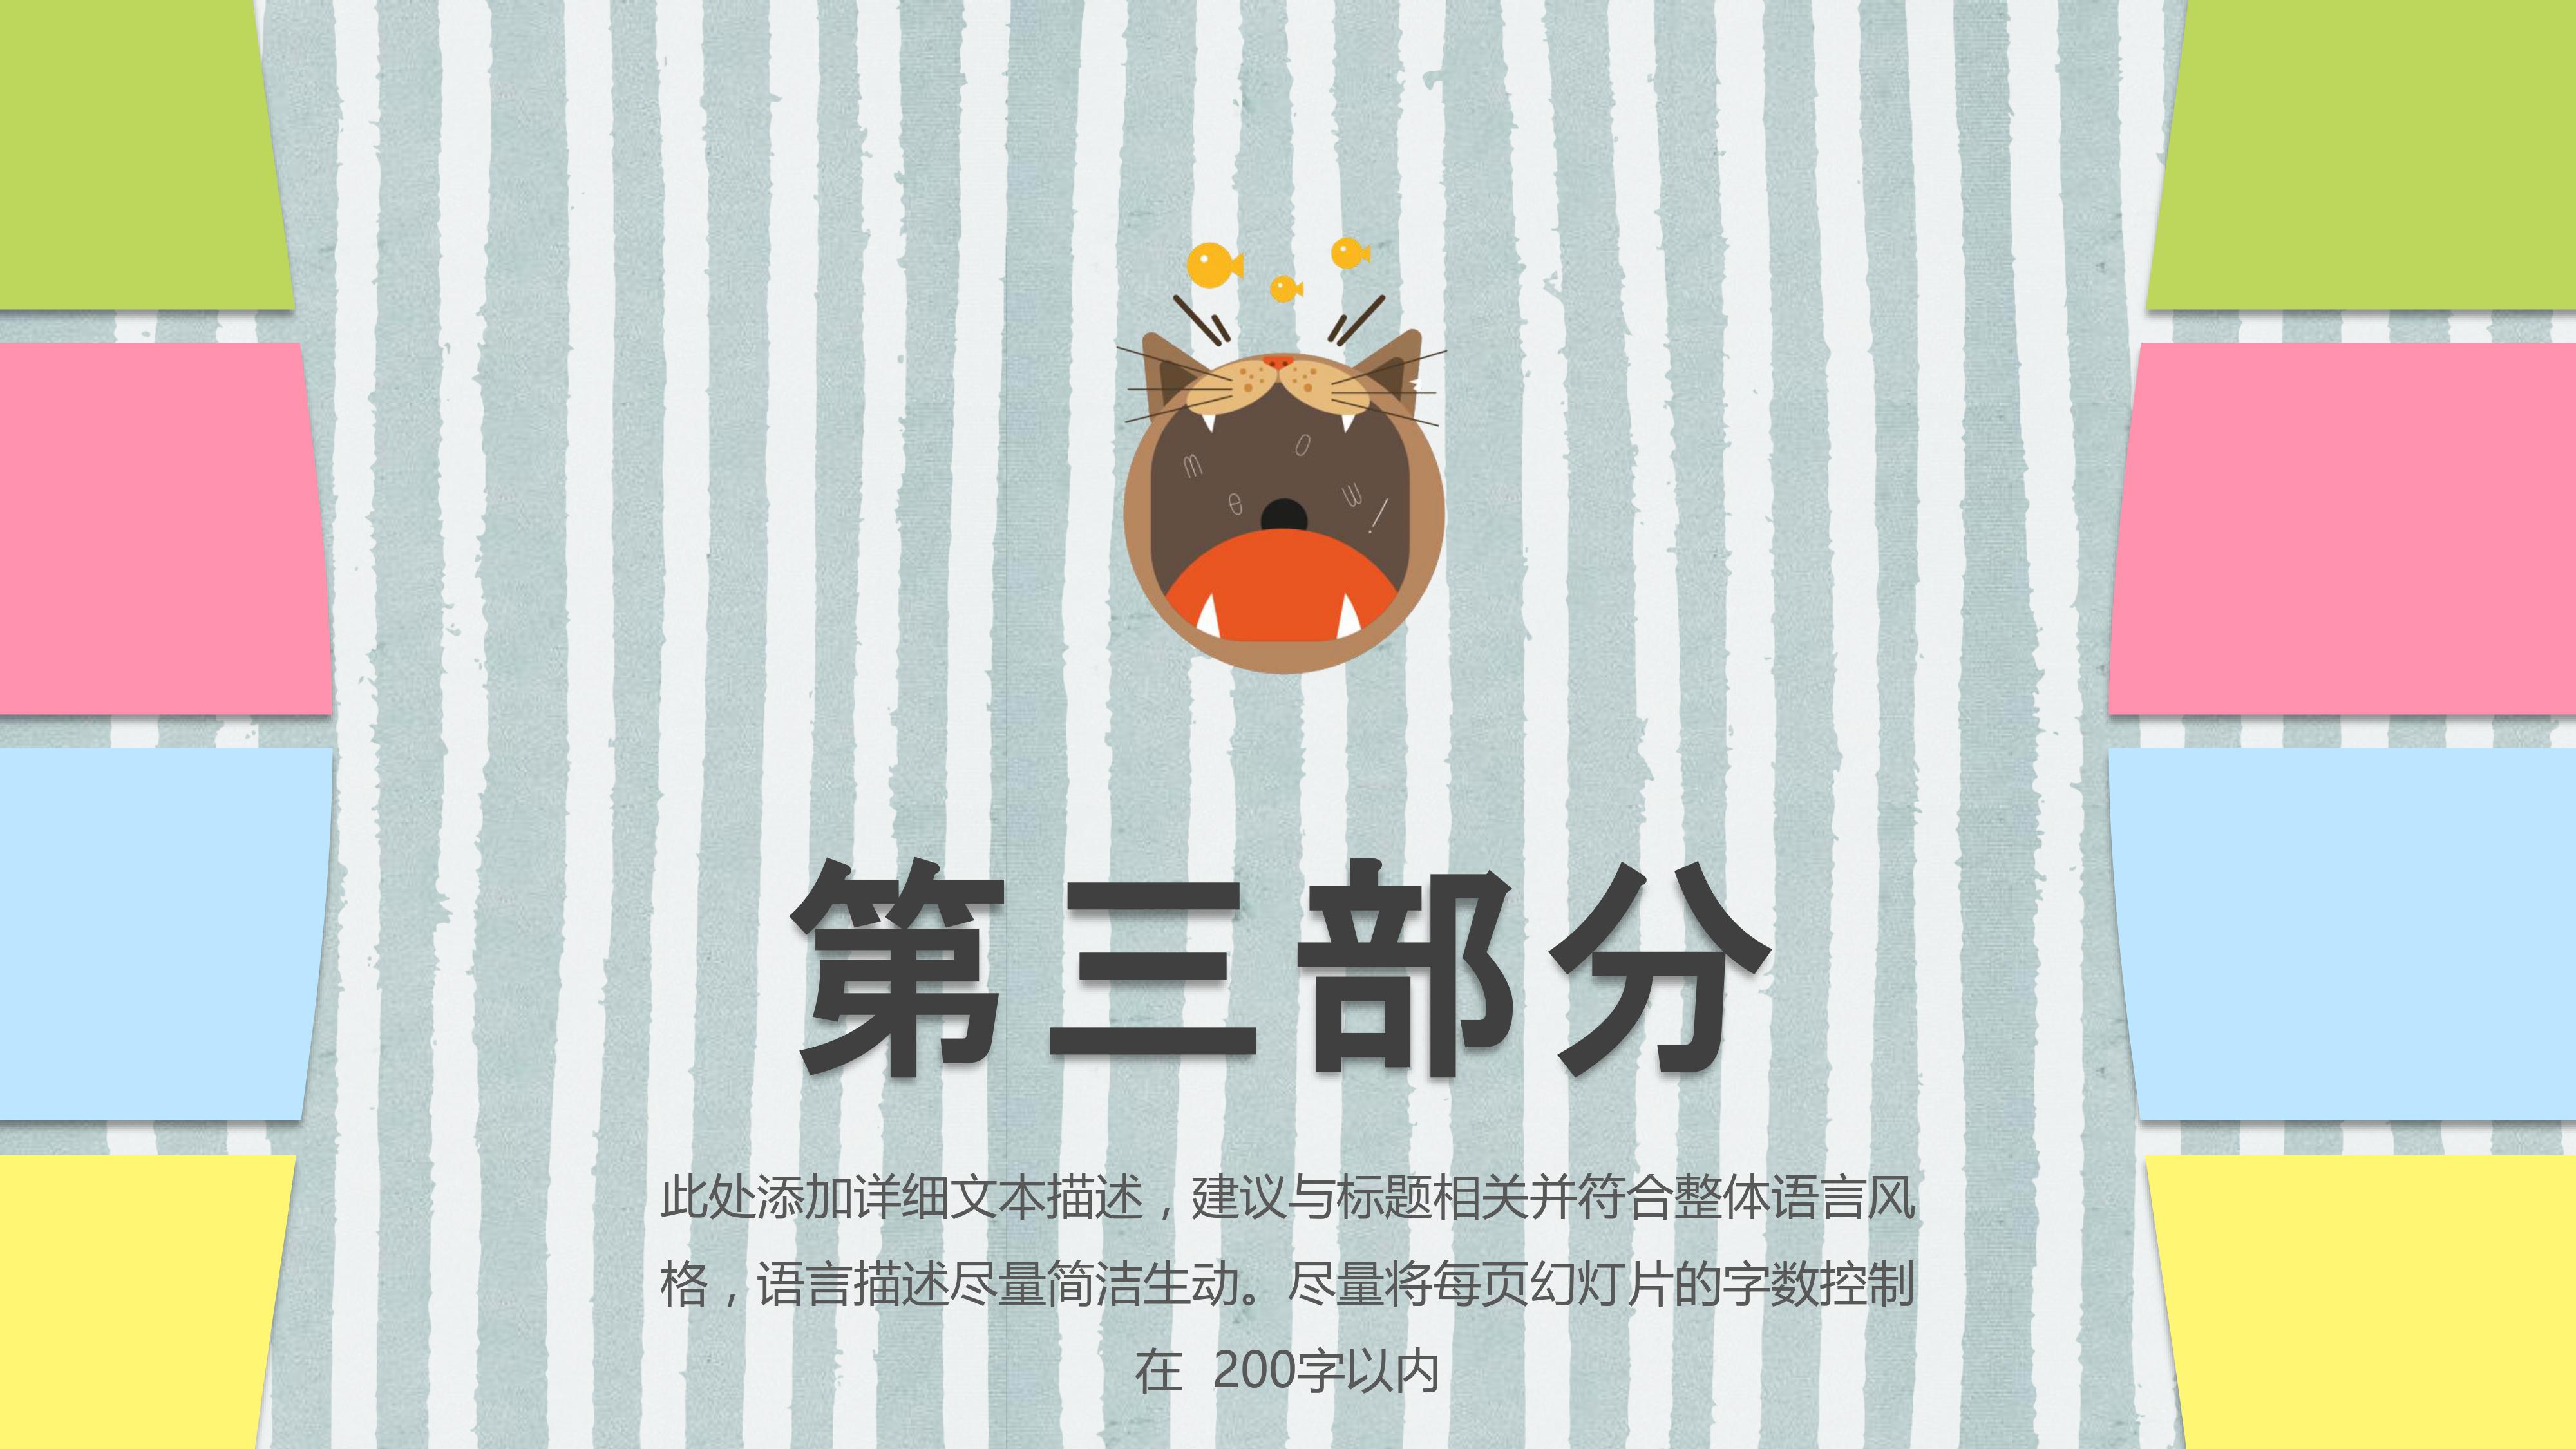 meow!
第三部分
此处添加详细文本描述，建议与标题相关并符合整体语言风
格，语言描述尽量简洁生动。尽量将每页幻灯片的字数控制
在 200字以内